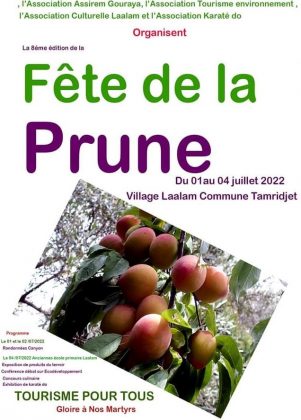 , l'Association Assirem Gouraya, l'Association Tourisme environnement ,
l'Association Culturelle Laalam et l'Association Karaté do
Organisent
La 8éme édition de la
Fête de la
Prune
Du 01au 04 juillet 2022
Village Laalam Commune Tamridjet
Programme
Le 01 et le 02 /07/2022
Randonnées Canyon
Le 04 /07/2022 Anciennes école primaire Laalam
Exposition de produits du terroir
Conférence débat sur Ecodéveloppement
Concours culinaire
Exhibition de karaté do
TOURISME POUR TOUS
Gloire à Nos Martyrs